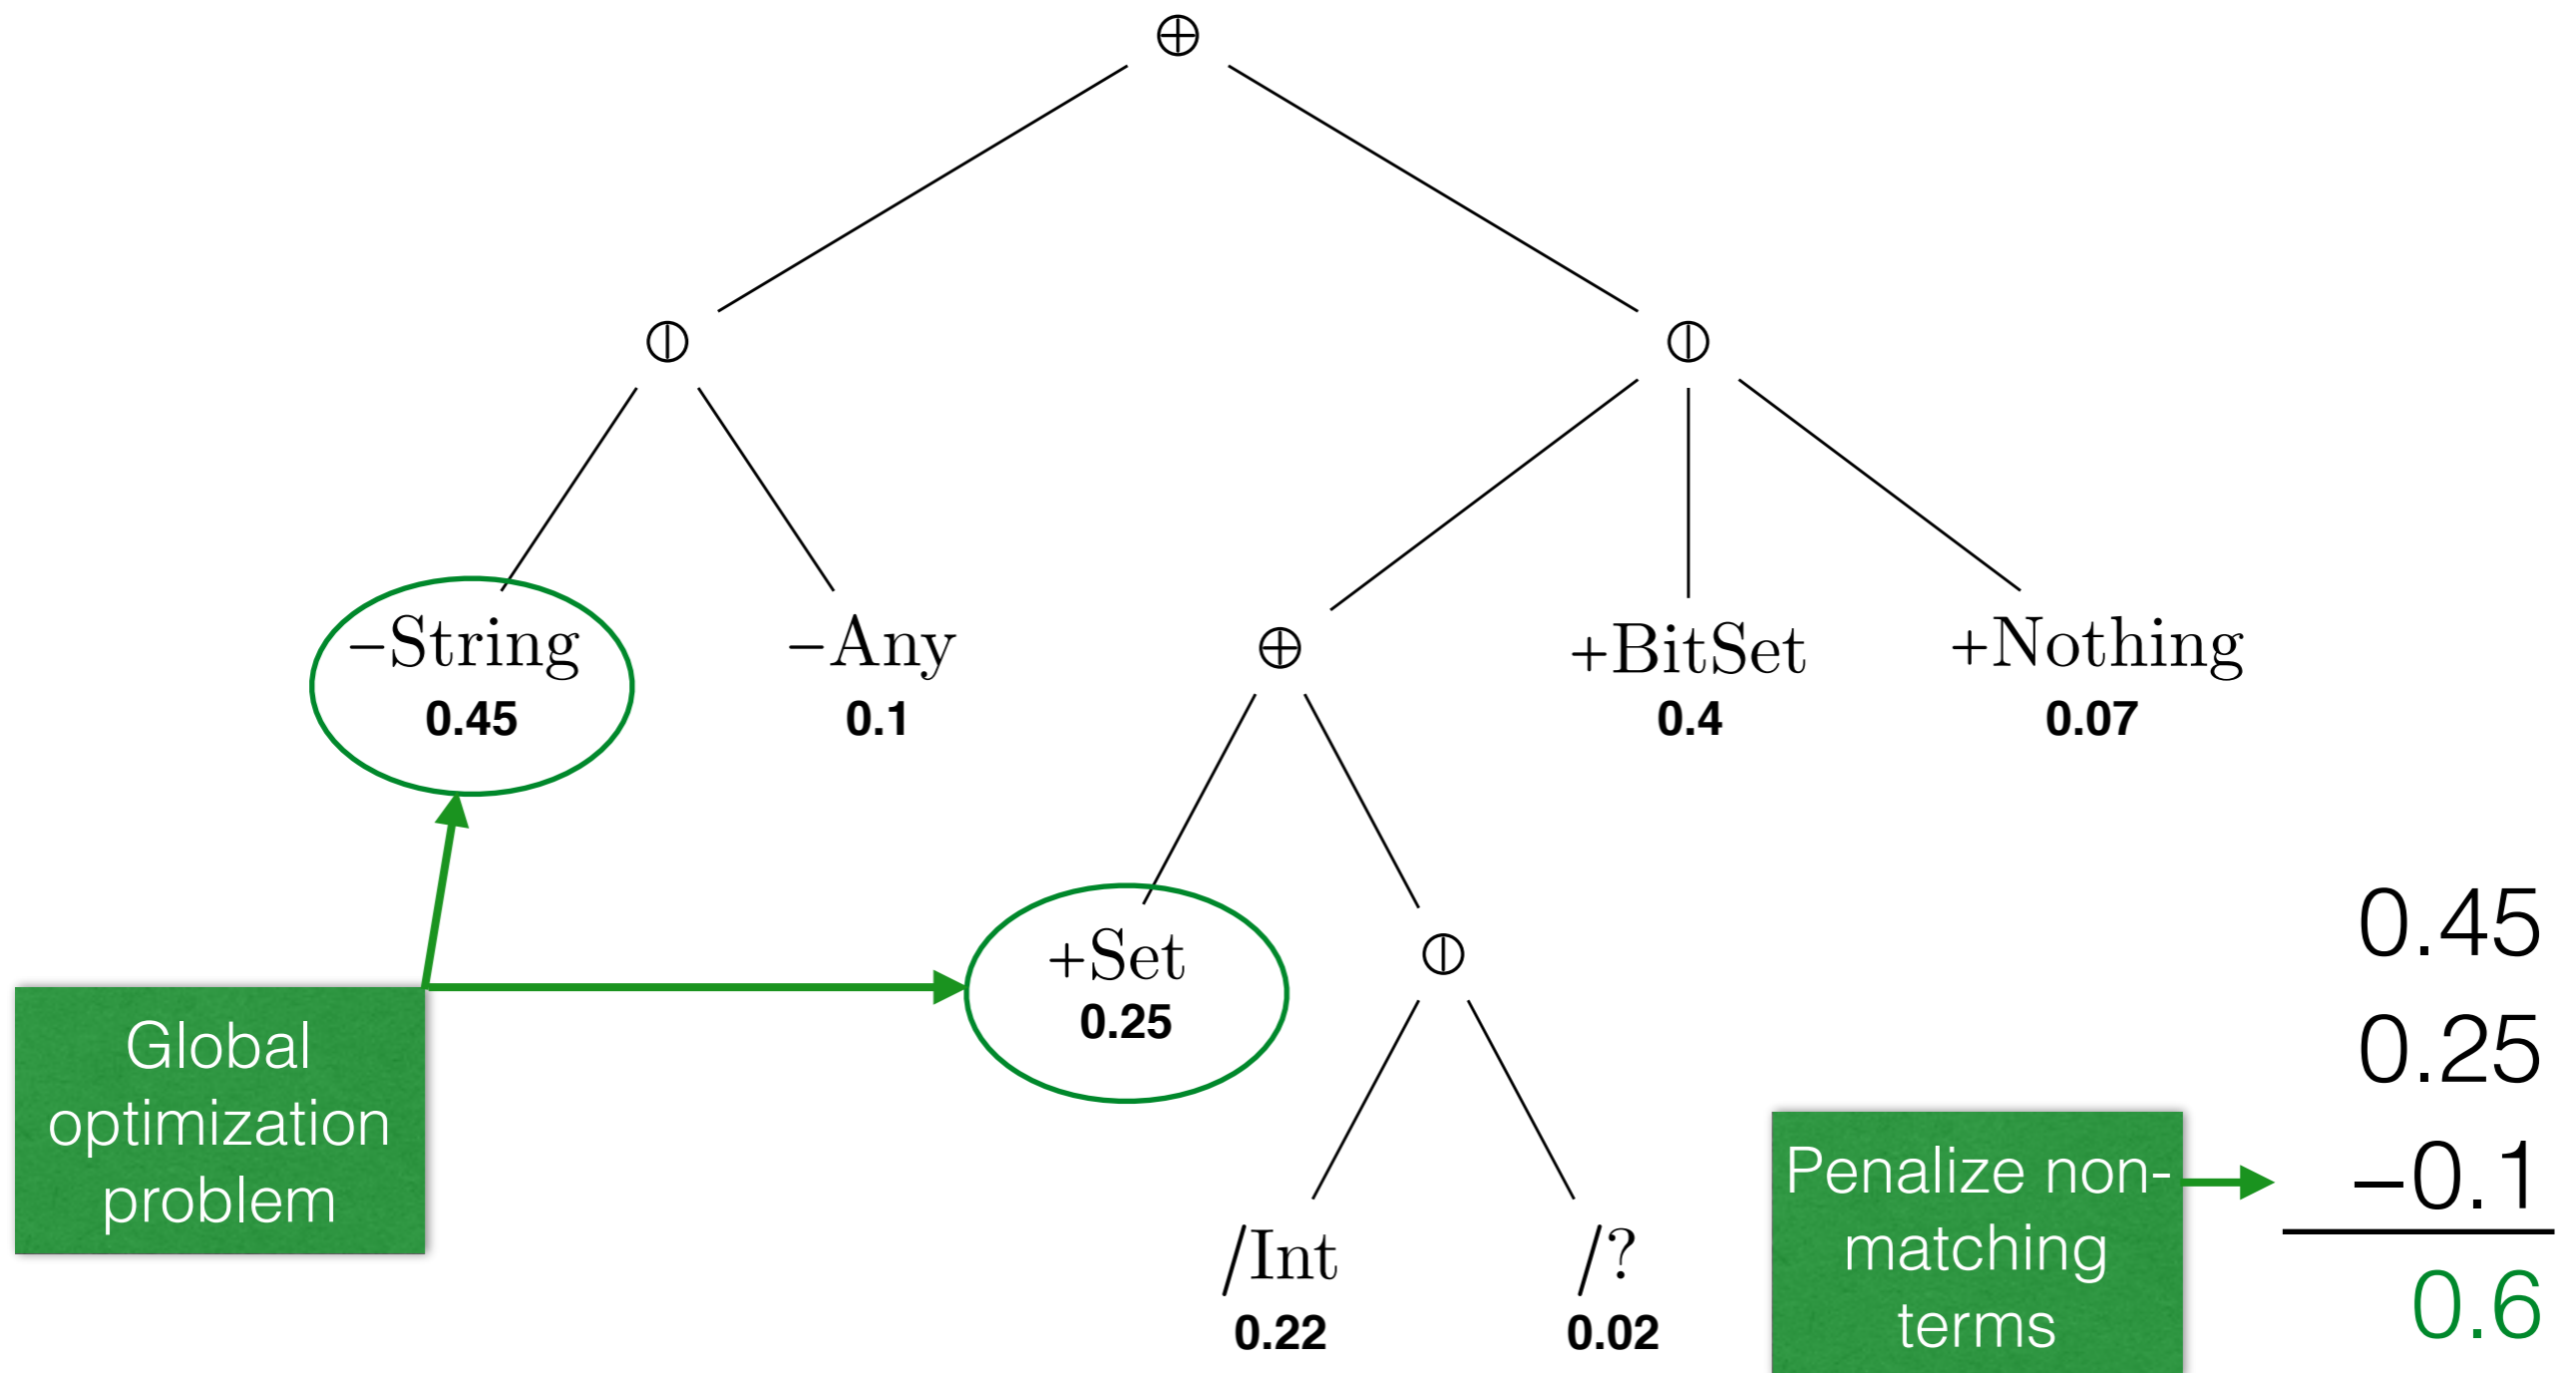 ⊕
⦶ ⦶
−String −Any ⊕ +BitSet +Nothing
0.45 0.1 0.4 0.07
+Set ⦶
0.25
/Int /?
0.22 0.02
Global
optimization
problem
Penalize non-
matching
terms
0.45
0.25
−0.1
0.6